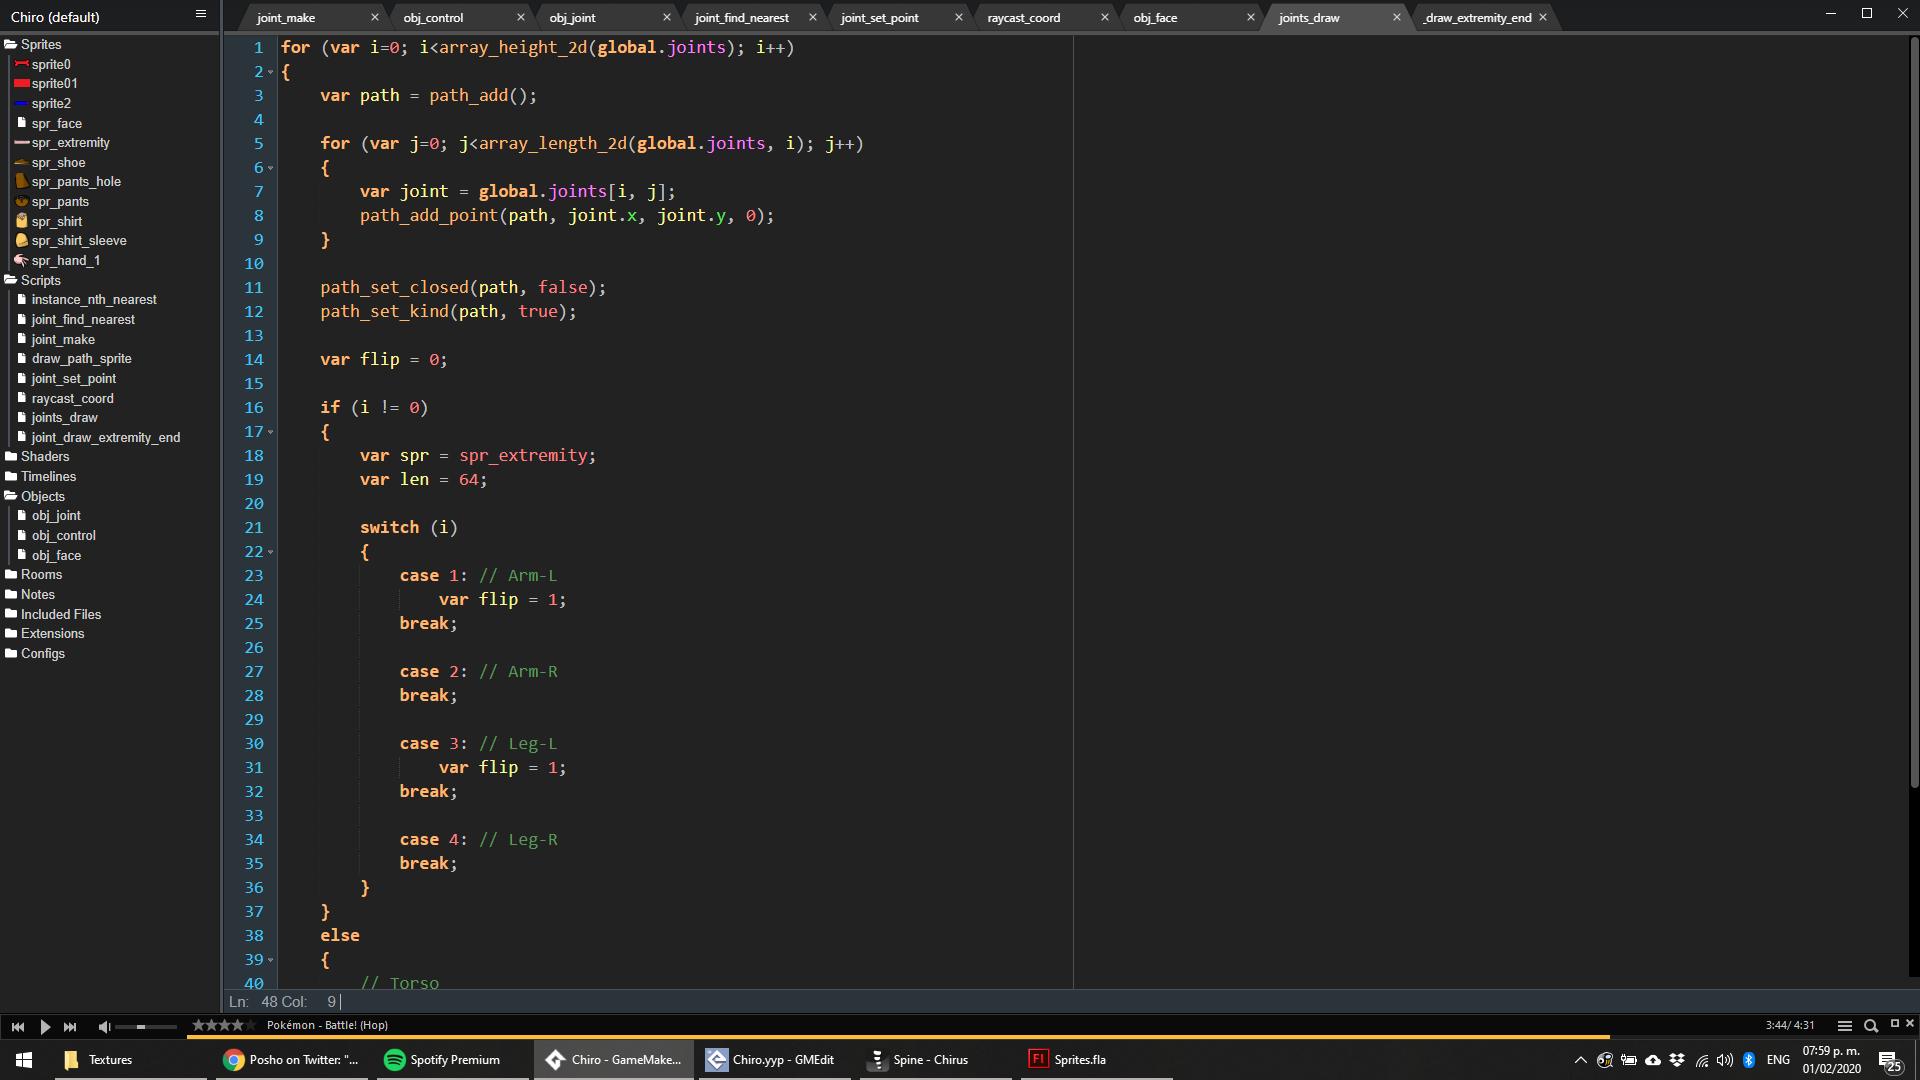 Chiro (default)
joint_make
obj_control
obj_joint
joint_find_nearest
joint_set_point
raycast_coord
obj_face
joints_draw
_draw_extremity_end
Sprites
sprite0
sprite01
sprite2
spr_face
spr_extremity
spr_shoe
spr_pants_hole
spr_pants
spr_shirt
spr_shirt_sleeve
spr_hand_1
Scripts
instance_nth_nearest
joint_find_nearest
joint_make
draw_path_sprite
joint_set_point
raycast_coord
joints_draw
joint_draw_extremity_end
Shaders
Timelines
Objects
obj_joint
obj_control
obj_face
Rooms
Notes
Included Files
Extensions
Configs
1 for (var i=0; i<array_height_2d(global.joints); i++)
2 {
3 var path = path_add();
4
5 for (var j=0; j<array_length_2d(global.joints, i); j++)
6 {
7 var joint = global.joints[i, j];
8 path_add_point(path, joint.x, joint.y, 0);
9 }
10
11 path_set_closed(path, false);
12 path_set_kind(path, true);
13
14 var flip = 0;
15
16 if (i != 0)
17 {
18 var spr = spr_extremity;
19 var len = 64;
20
21 switch (i)
22 {
23 case 1: // Arm-L
24 var flip = 1;
25 break;
26
27 case 2: // Arm-R
28 break;
29
30 case 3: // Leg-L
31 var flip = 1;
32 break;
33
34 case 4: // Leg-R
35 break;
36 }
37 }
38 else
39 {
40 // Torso
Ln: 48 Col: 9
Pokémon - Battle! (Hop)
3:44/ 4:31
Textures
Posho on Twitter: "...
Spotify Premium
Chiro - GameMake...
Chiro.yyp - GMEdit
Spine - Chirus
Fl
Sprites.fla
ENG
07:59 p. m.
01/02/2020
25